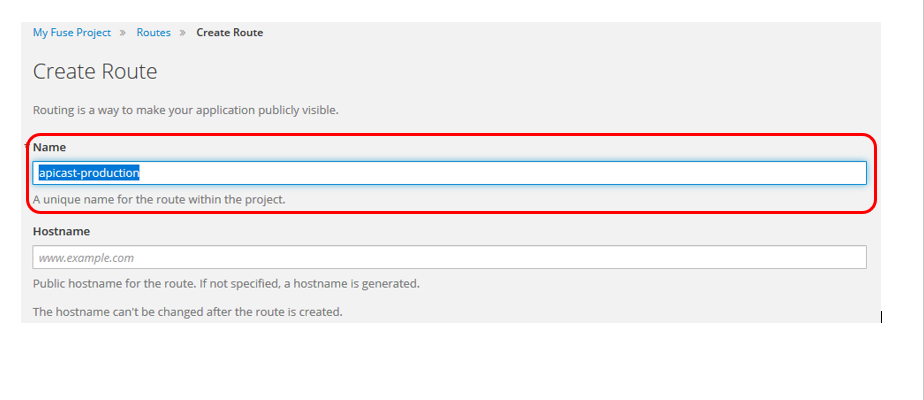 My Fuse Project » Routes » Create Route
Create Route
Routing is a way to make your application publicly visible.
* Name
apicast-production
A unique name for the route within the project.
Hostname
www.example.com
Public hostname for the route. If not specified, a hostname is generated.
The hostname can't be changed after the route is created.